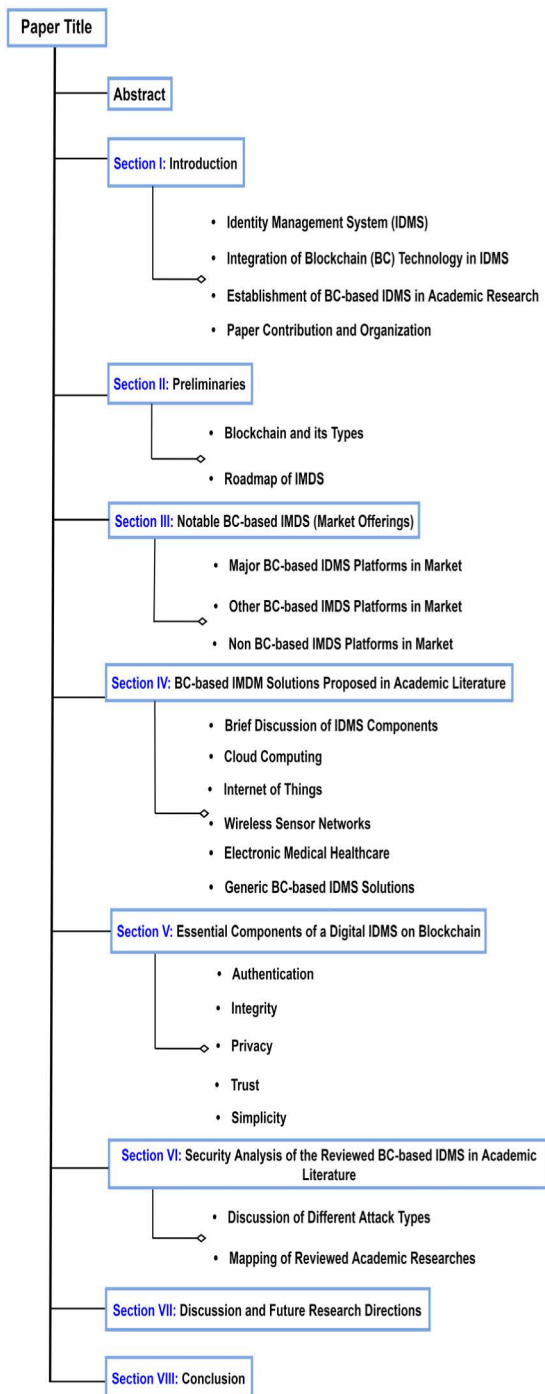 Paper Title
Abstract
Section I: Introduction
• Identity Management System (IDMS)
• Integration of Blockchain (BC) Technology in IDMS
• Establishment of BC-based IDMS in Academic Research
• Paper Contribution and Organization
Section II: Preliminaries
• Blockchain and its Types
• Roadmap of IMDS
Section III: Notable BC-based IMDS (Market Offerings)
• Major BC-based IDMS Platforms in Market
• Other BC-based IMDS Platforms in Market
• Non BC-based IMDS Platforms in Market
Section IV: BC-based IMDM Solutions Proposed in Academic Literature
• Brief Discussion of IDMS Components
• Cloud Computing
• Internet of Things
• Wireless Sensor Networks
• Electronic Medical Healthcare
• Generic BC-based IDMS Solutions
Section V: Essential Components of a Digital IDMS on Blockchain
• Authentication
• Integrity
• Privacy
• Trust
• Simplicity
Section VI: Security Analysis of the Reviewed BC-based IDMS in Academic
Literature
• Discussion of Different Attack Types
• Mapping of Reviewed Academic Researches
Section VII: Discussion and Future Research Directions
Section VIII: Conclusion